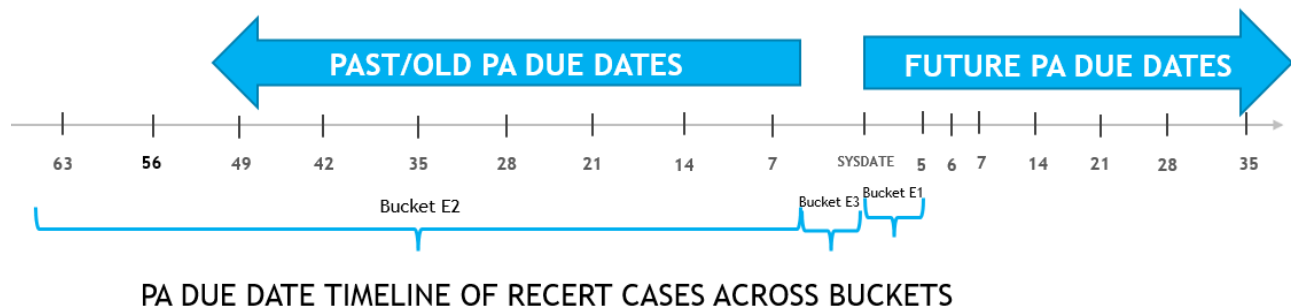 PAST/OLD PA DUE DATES
FUTURE PA DUE DATES
63 56 49 42 35 28 21 14 7 SYSDATE 5 6 7 14 21 28 35
Bucket E2 Bucket E3 Bucket E1
PA DUE DATE TIMELINE OF RECERT CASES ACROSS BUCKETS